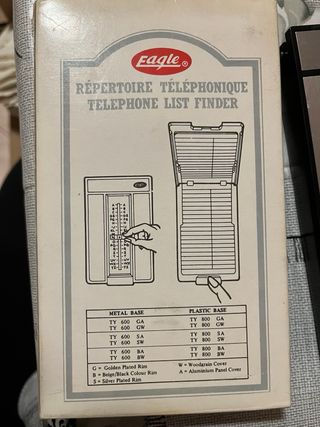 Eagle ®
RÉPERTOIRE TÉLÉPHONIQUE
TELEPHONE LIST FINDER
METAL BASE PLASTIC BASE
TY 600 GA TY 800 GA
TY 600 GW TY 800 GW
TY 600 SA TY 800 SA
TY 600 SW TY 800 SW
TY 600 BA TY 800 BA
TY 600 BW TY 800 BW
G = Golden Plated Rim W = Woodgrain Cover
B = Beige/Black Colour Rim A = Aluminium Panel Cover
S = Silver Plated Rim